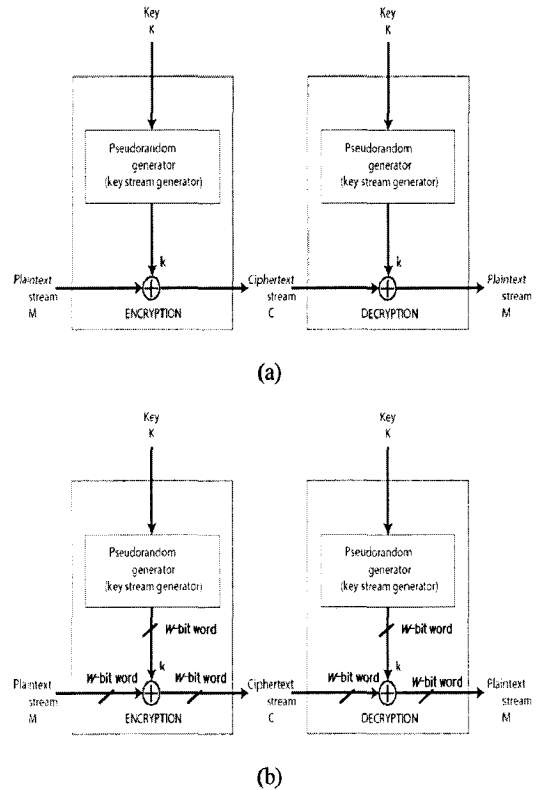 Key
K
Key
K
Pseudorandom
generator
(key stream generator)
Pseudorandom
generator
(key stream generator)
k
k
Plaintext
stream
M
Ciphertext
stream
C
Plaintext
stream
M
ENCRYPTION
DECRYPTION
(a)
Key
K
Key
K
Pseudorandom
generator
(key stream generator)
Pseudorandom
generator
(key stream generator)
W-bit word
W-bit word
k
k
Plaintext
stream
M
W-bit word
W-bit word
Ciphertext
stream
C
W-bit word
W-bit word
Plaintext
stream
M
ENCRYPTION
DECRYPTION
(b)